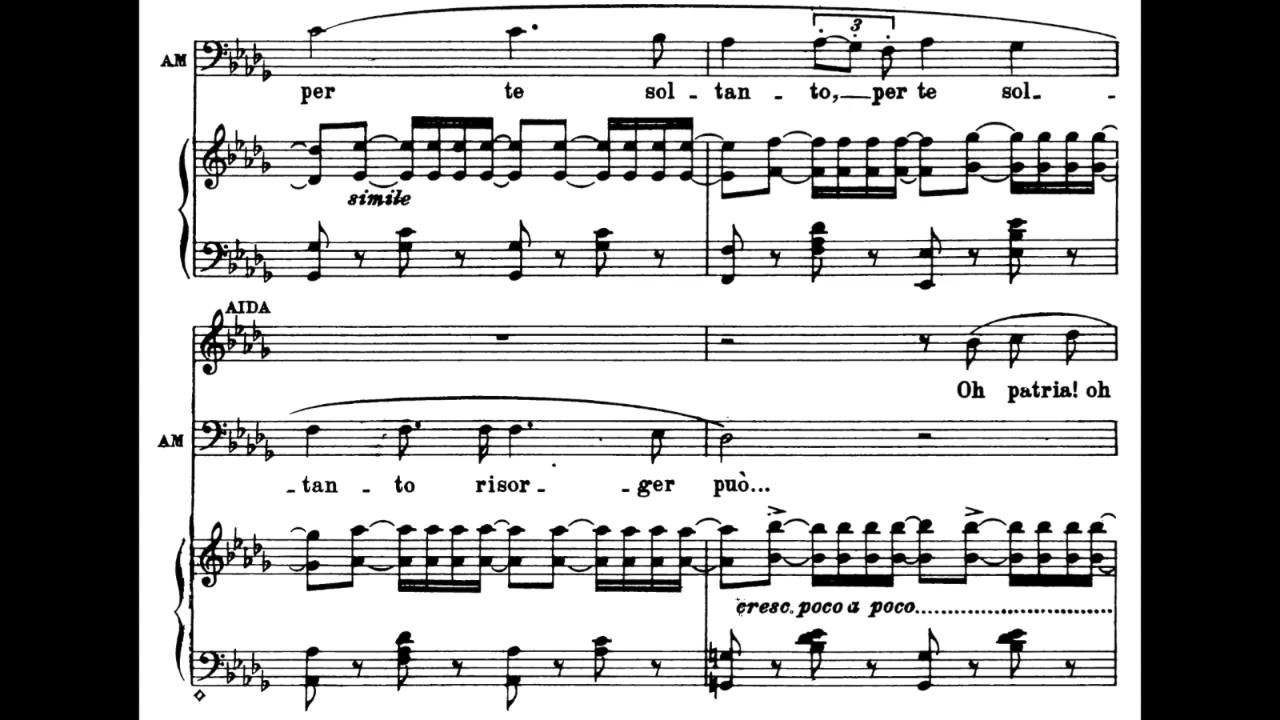 AM
per te sol - tan - to, per te sol - -
3
simile
AIDA
Oh patria! oh
AM
- tan - to risor - - ger può...
cresc. poco a poco